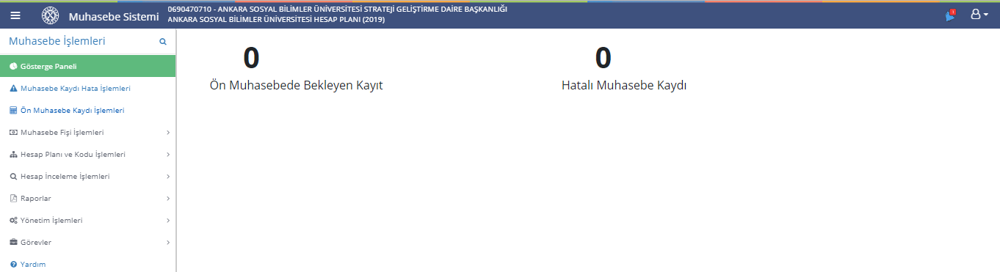 Muhasebe Sistemi
0690470710 - ANKARA SOSYAL BİLİMLER ÜNİVERSİTESİ STRATEJİ GELİŞTİRME DAİRE BAŞKANLIĞI
ANKARA SOSYAL BİLİMLER ÜNİVERSİTESİ HESAP PLANI (2019)
1
Muhasebe İşlemleri
Gösterge Paneli
Muhasebe Kaydı Hata İşlemleri
Ön Muhasebe Kaydı İşlemleri
Muhasebe Fişi İşlemleri
Hesap Planı ve Kodu İşlemleri
Hesap İnceleme İşlemleri
Raporlar
Yönetim İşlemleri
Görevler
Yardım
0
Ön Muhasebede Bekleyen Kayıt
0
Hatalı Muhasebe Kaydı